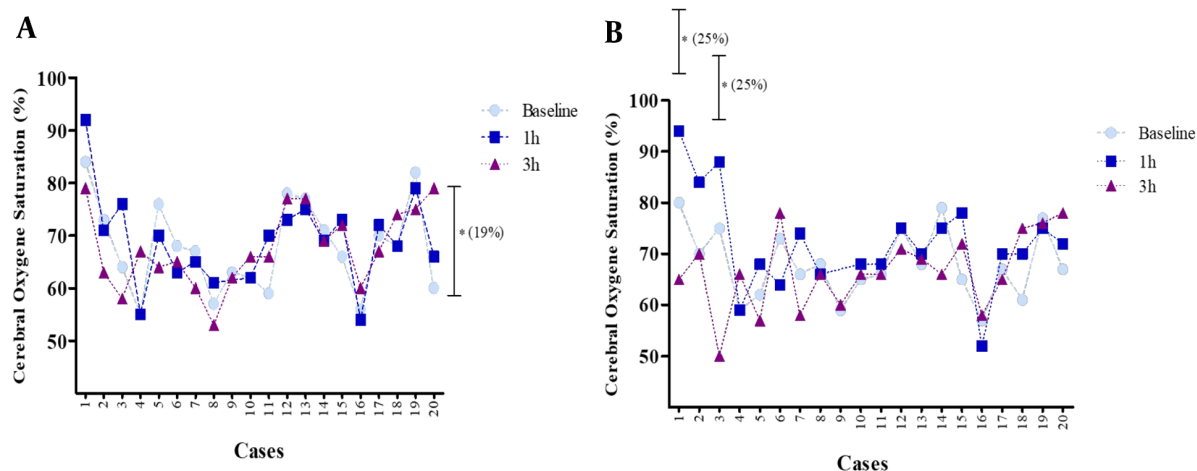 A
Cerebral Oxygene Saturation (%)
100
90
80
70
60
50
1 2 3 4 5 6 7 8 9 10 11 12 13 14 15 16 17 18 19 20
Cases
Baseline
1h
3h
* (19%)
B
* (25%)
* (25%)
Cerebral Oxygene Saturation (%)
100
90
80
70
60
50
1 2 3 4 5 6 7 8 9 10 11 12 13 14 15 16 17 18 19 20
Cases
Baseline
1h
3h